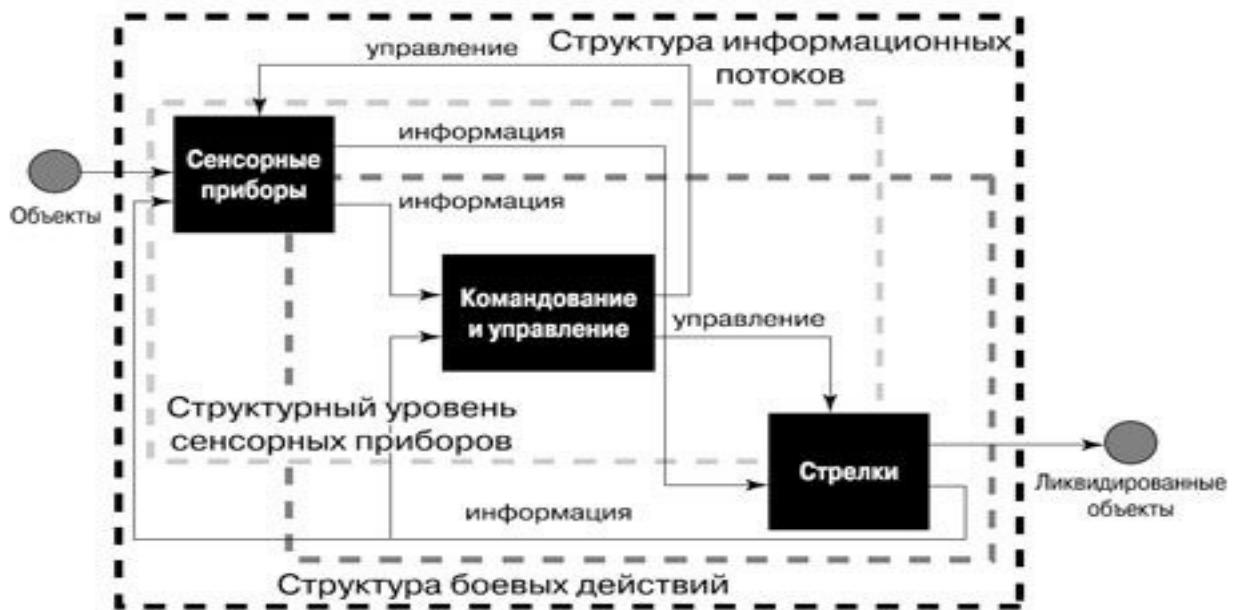 управление
Структура информационных
потоков
информация
Сенсорные
приборы
информация
Объекты
Командование
и управление
управление
Структурный уровень
сенсорных приборов
Стрелки
Ликвидированные
объекты
информация
Структура боевых действий